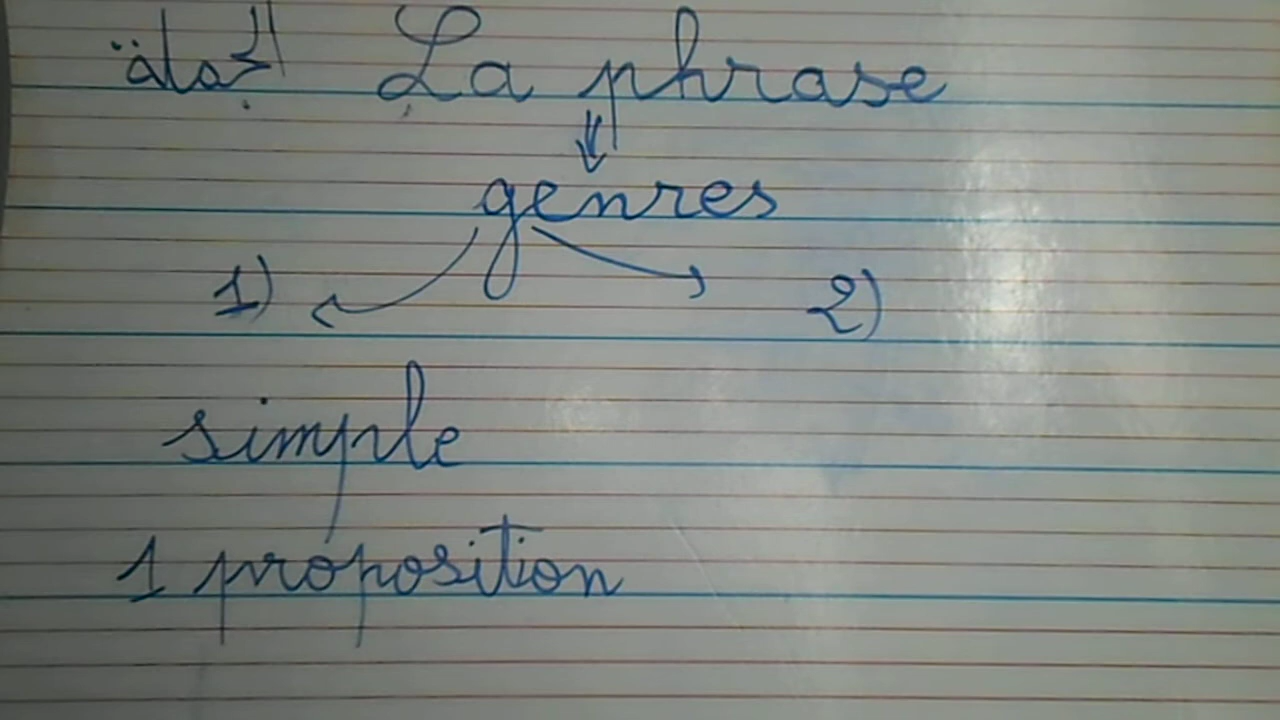 الجملة La phrase
genres
1) 2)
simple
1 proposition